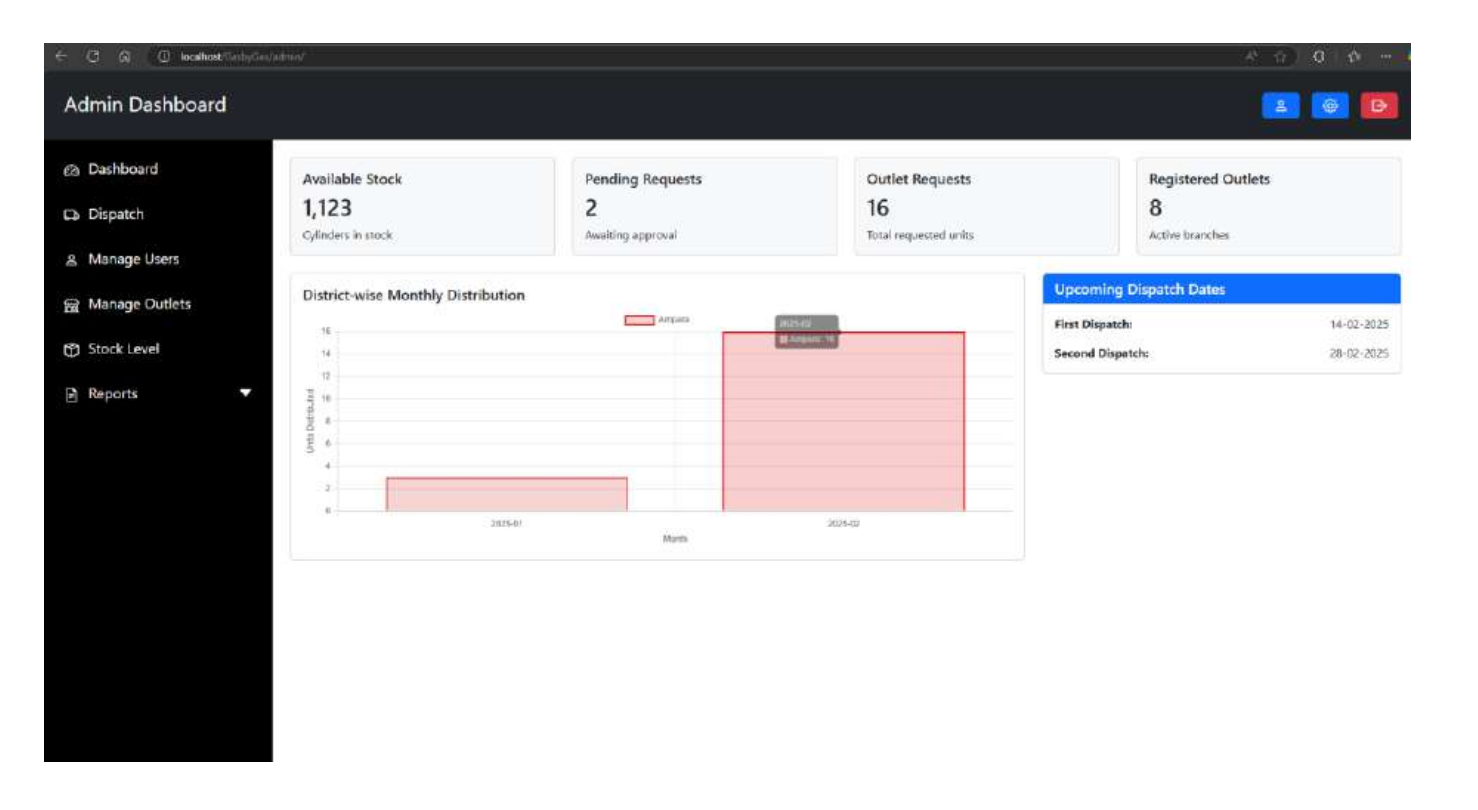 localhost/GasbyGas/admin/
Admin Dashboard
Dashboard
Dispatch
Manage Users
Manage Outlets
Stock Level
Reports
Available Stock
1,123
Cylinders in stock
Pending Requests
2
Awaiting approval
Outlet Requests
16
Total requested units
Registered Outlets
8
Active branches
District-wise Monthly Distribution
Ampara
2025-02
Ampara: 16
16
14
12
10
8
6
4
2
0
Units Distributed
2025-01
2025-02
Month
Upcoming Dispatch Dates
First Dispatch: 14-02-2025
Second Dispatch: 28-02-2025